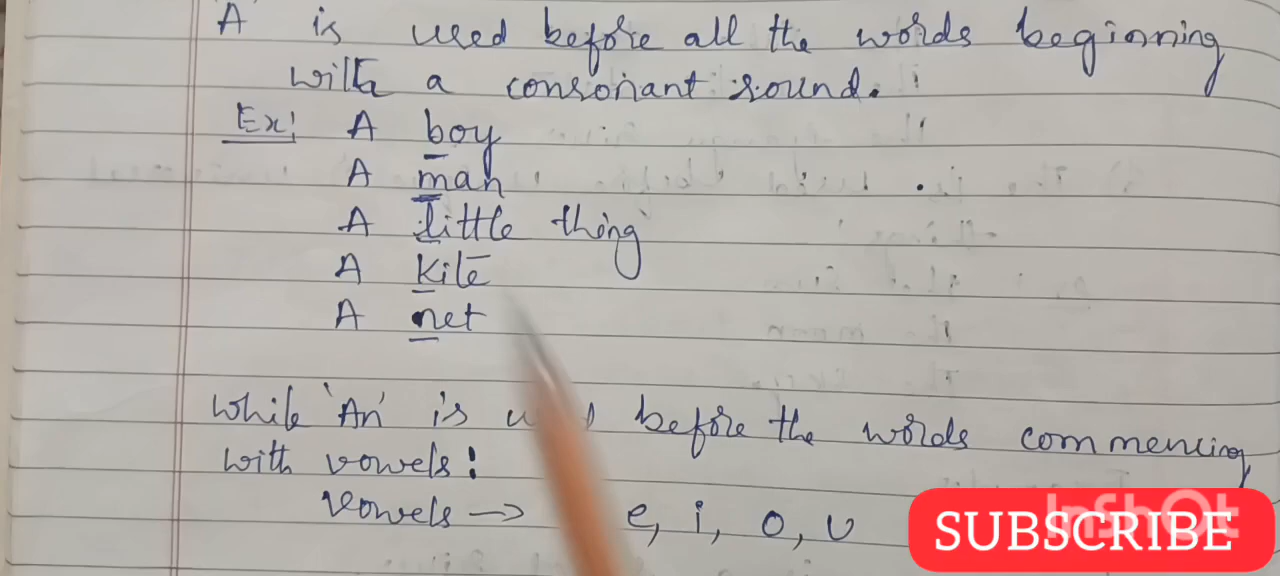 'A' is used before all the words beginning
with a consonant sound.
Ex: A boy
A man
A little thing
A kite
A net
While 'An' is before the words commencing
with vowels:
Vowels → e, i, o, u
InShOt
SUBSCRIBE